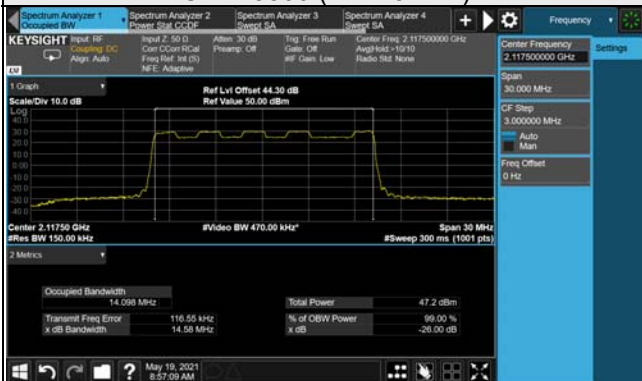 Spectrum Analyzer 1
Occupied BW
Spectrum Analyzer 2
Power Stat CCDF
Spectrum Analyzer 3
Swept SA
Spectrum Analyzer 4
Swept SA
Frequency
KEYSIGHT
Input: RF
Coupling: DC
Align: Auto
Input Z: 50 Ω
Corr CCorr RCal
Freq Ref: Int (S)
NFE: Adaptive
Atten: 30 dB
Preamp: Off
Trig: Free Run
Gate: Off
#IF Gain: Low
Center Freq: 2.117500000 GHz
Avg|Hold:>10/10
Radio Std: None
Center Frequency
2.117500000 GHz
Settings
Span
30.000 MHz
CF Step
3.000000 MHz
Auto
Man
Freq Offset
0 Hz
1 Graph
Scale/Div 10.0 dB
Ref Lvl Offset 44.30 dB
Ref Value 50.00 dBm
Log
40.0
30.0
20.0
10.0
0.00
-10.0
-20.0
-30.0
-40.0
Center 2.11750 GHz
#Res BW 150.00 kHz
#Video BW 470.00 kHz*
Span 30 MHz
#Sweep 300 ms (1001 pts)
2 Metrics
Occupied Bandwidth
14.098 MHz
Total Power 47.2 dBm
Transmit Freq Error 116.55 kHz
% of OBW Power 99.00 %
x dB Bandwidth 14.58 MHz
x dB -26.00 dB
May 19, 2021
8:57:09 AM